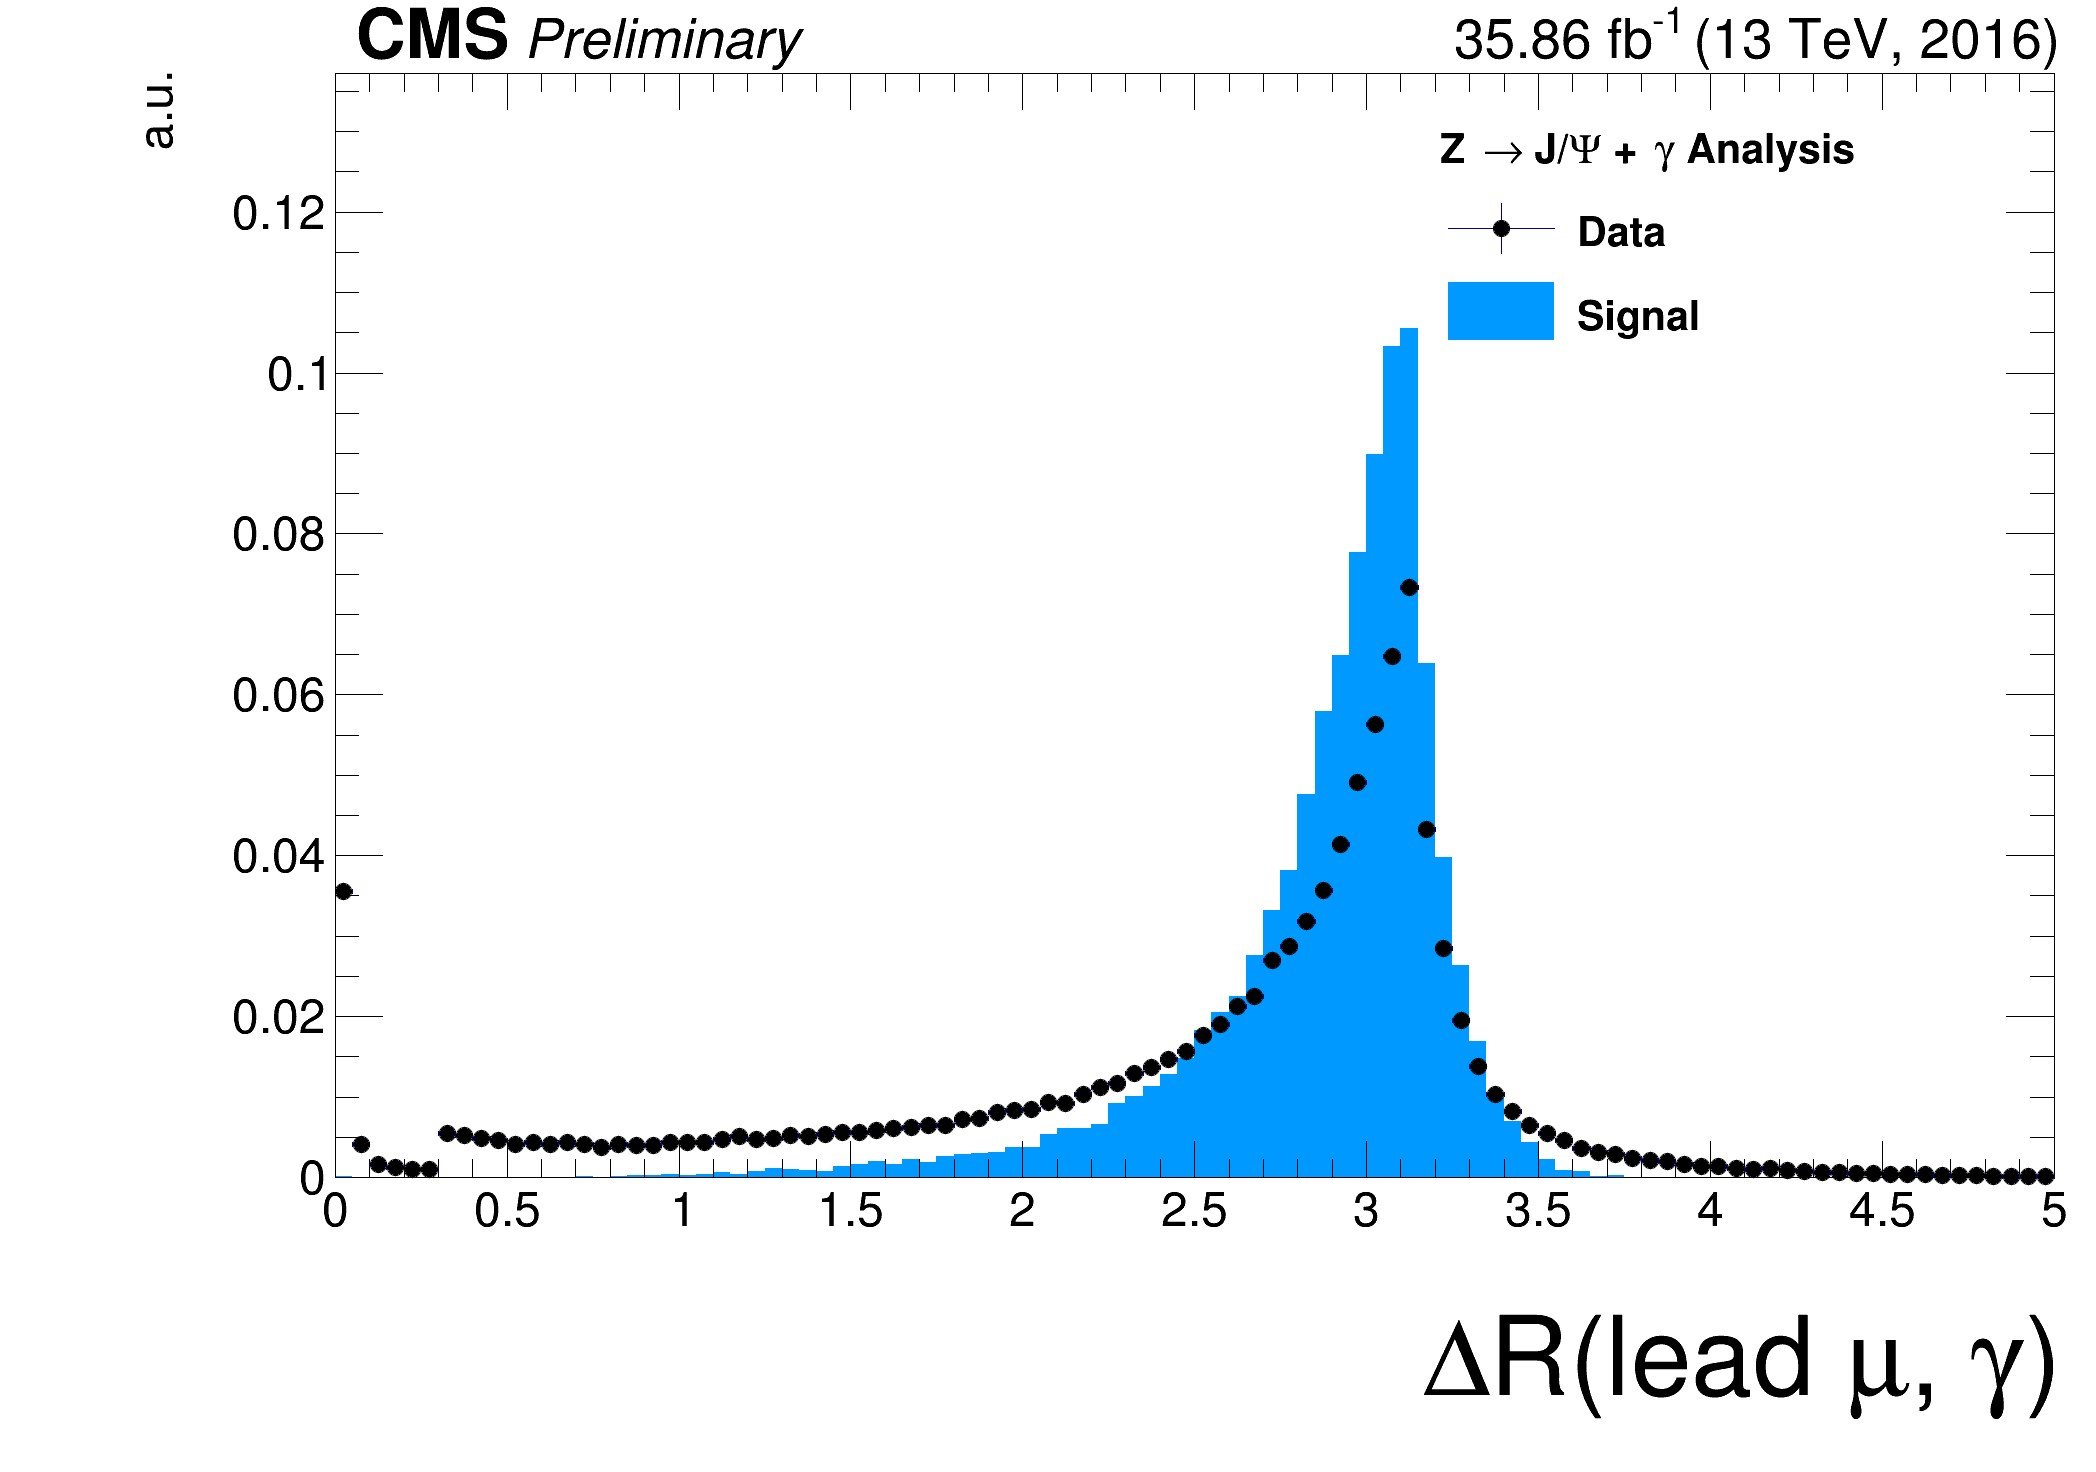 CMS Preliminary
35.86 fb⁻¹ (13 TeV, 2016)
a.u.
Z → J/Ψ + γ Analysis
Data
Signal
0.12
0.1
0.08
0.06
0.04
0.02
0
0 0.5 1 1.5 2 2.5 3 3.5 4 4.5 5
ΔR(lead μ, γ)